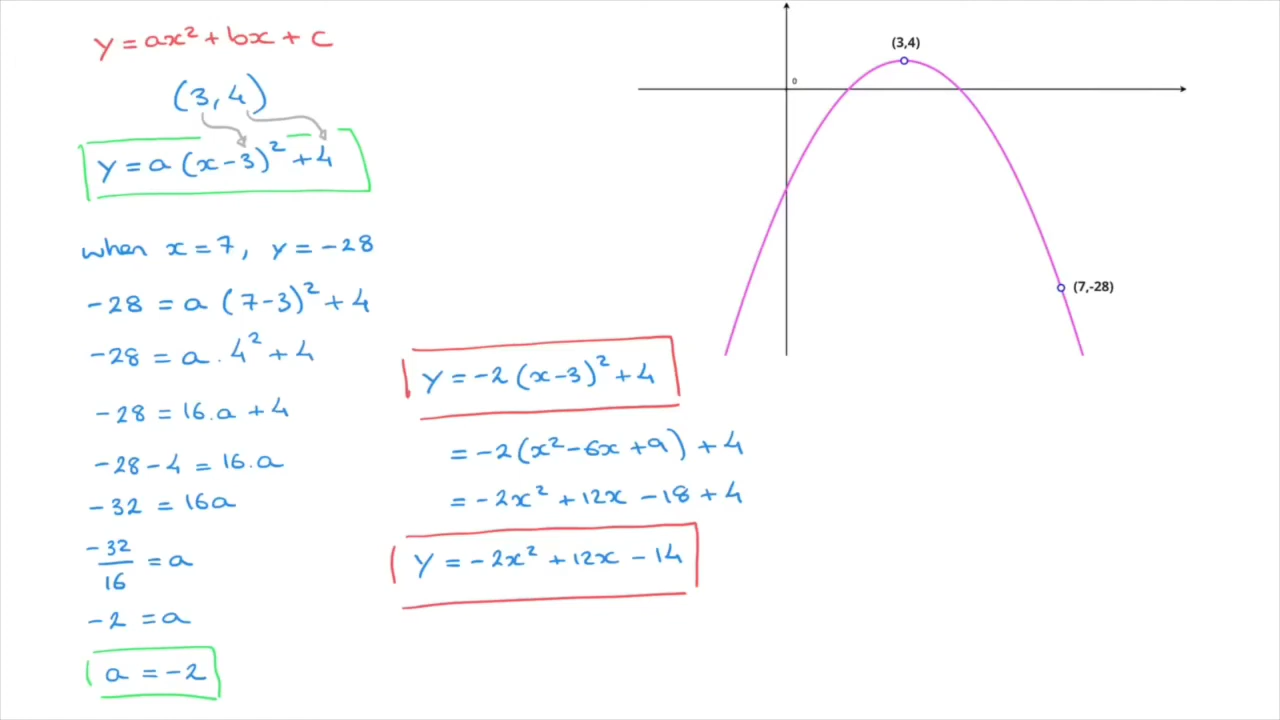 y = ax² + bx + c
(3, 4)
y = a (x - 3)² + 4
when x = 7, y = -28
-28 = a (7 - 3)² + 4
-28 = a . 4² + 4
-28 = 16.a + 4
-28 - 4 = 16.a
-32 = 16a
-32/16 = a
-2 = a
a = -2
y = -2 (x - 3)² + 4
= -2(x² - 6x + 9) + 4
= -2x² + 12x - 18 + 4
y = -2x² + 12x - 14
(3,4)
0
(7,-28)